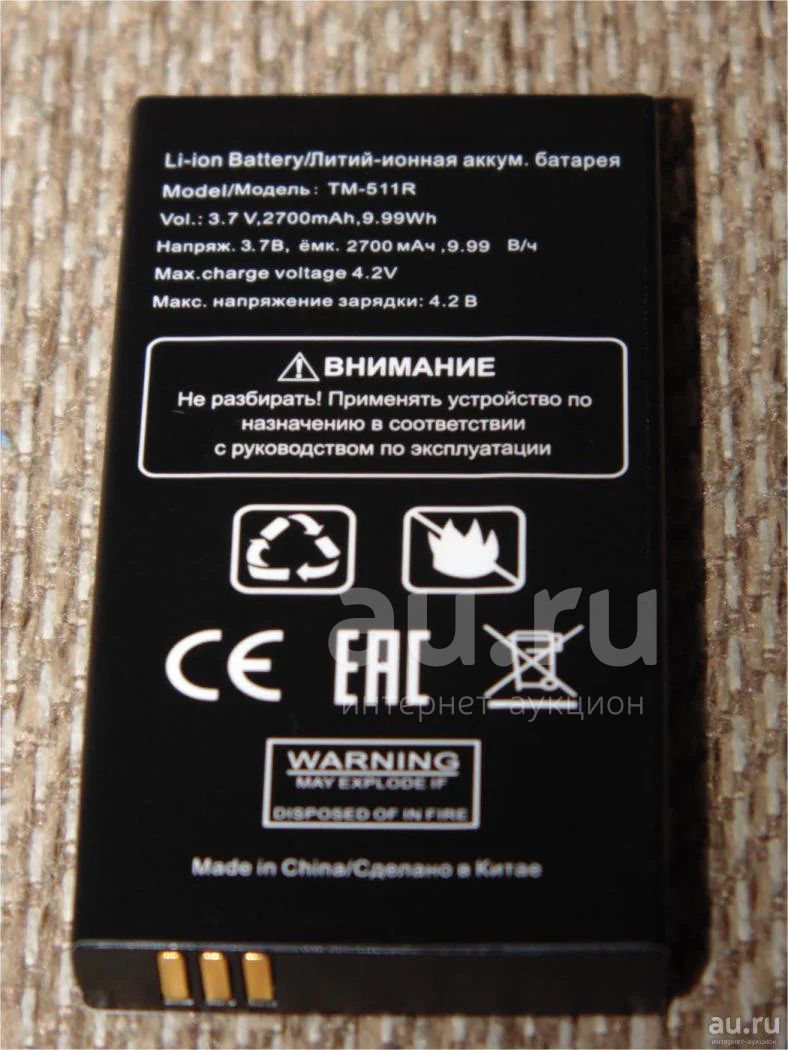 Li-ion Battery/Литий-ионная аккум. батарея
Model/Модель: TM-511R
Vol.: 3.7 V,2700mAh,9.99Wh
Напряж. 3.7В, ёмк. 2700 мАч ,9.99 В/ч
Max.charge voltage 4.2V
Макс. напряжение зарядки: 4.2 В
ВНИМАНИЕ
Не разбирать! Применять устройство по
назначению в соответствии
с руководством по эксплуатации
CE EAC
au.ru
интернет-аукцион
WARNING
MAY EXPLODE IF
DISPOSED OF IN FIRE
Made in China/Сделано в Китае
au.ru
интернет-аукцион